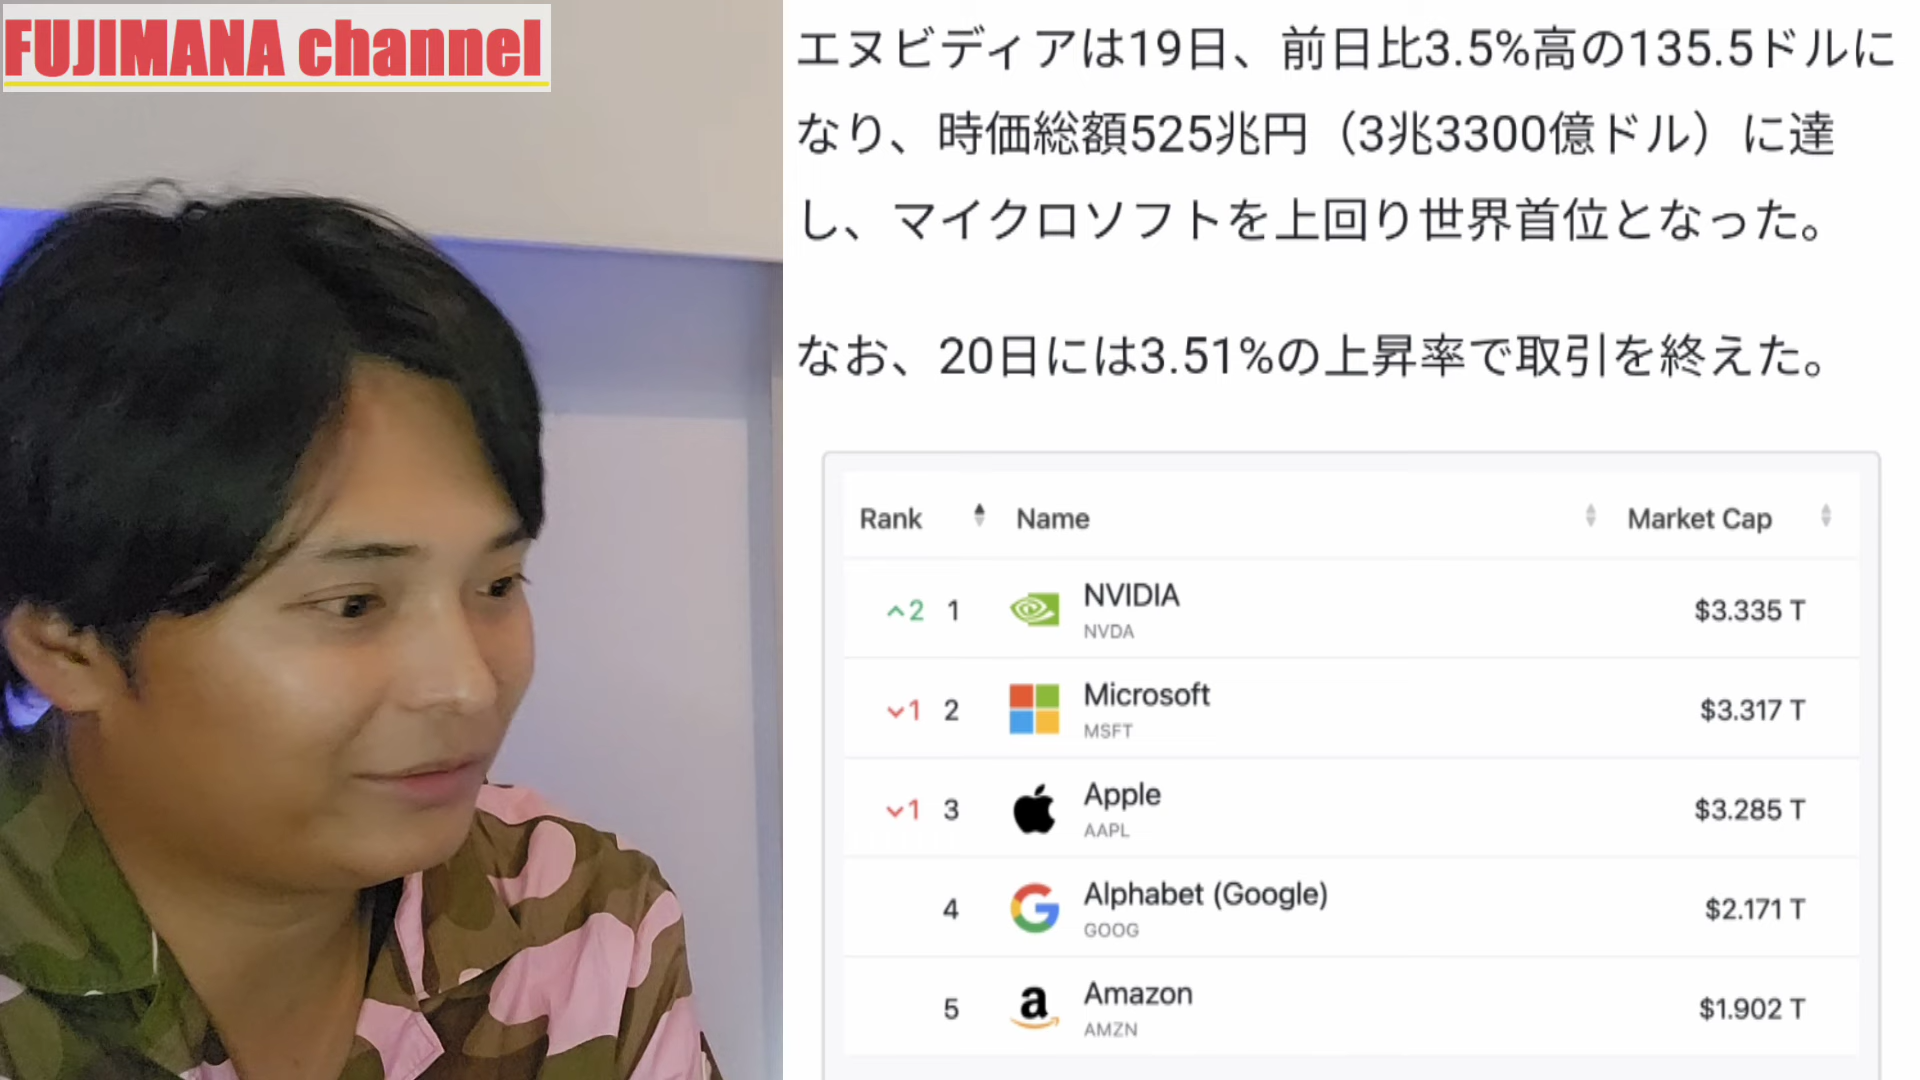 FUJIMANA channel
エヌビディアは19日、前日比3.5%高の135.5ドルに
なり、時価総額525兆円（3兆3300億ドル）に達
し、マイクロソフトを上回り世界首位となった。
なお、20日には3.51%の上昇率で取引を終えた。
Rank Name Market Cap
2 1 NVIDIA $3.335 T
NVDA
1 2 Microsoft $3.317 T
MSFT
1 3 Apple $3.285 T
AAPL
4 Alphabet (Google) $2.171 T
GOOG
5 Amazon $1.902 T
AMZN